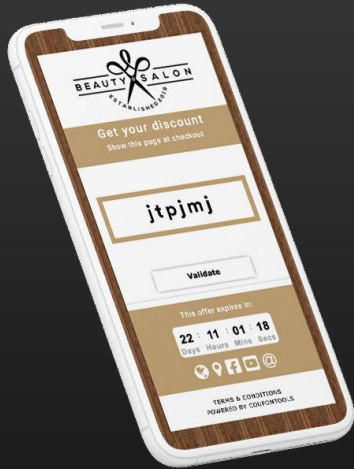 BEAUTY SALON
ESTABLISHED 2019
Get your discount
Show this page at checkout
jtpjmj
Validate
This offer expires in:
22 : 11 : 01 : 18
Days Hours Mins Secs
TERMS & CONDITIONS
POWERED BY COUPONTOOLS